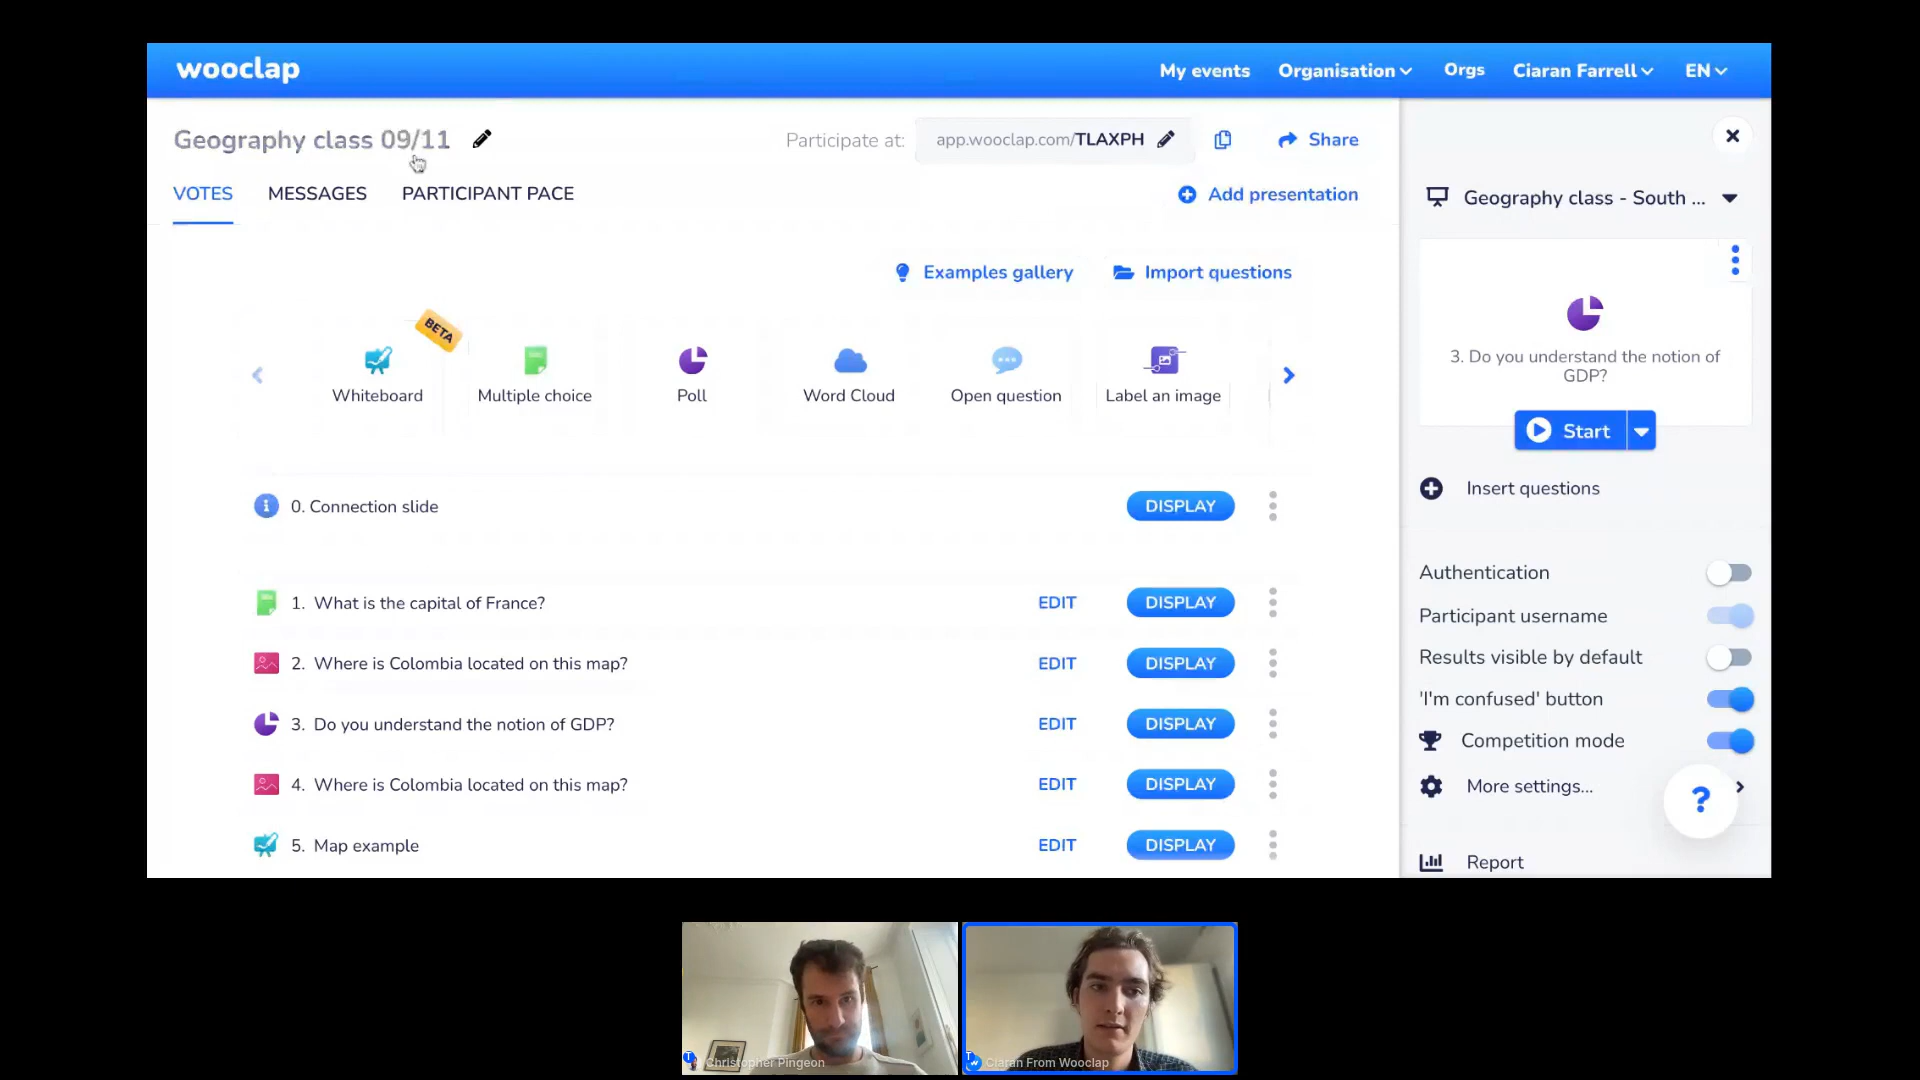 wooclap
My events Organisation Orgs Ciaran Farrell EN
Geography class 09/11
Participate at: app.wooclap.com/TLAXPH Share
VOTES MESSAGES PARTICIPANT PACE
Add presentation
Examples gallery Import questions
BETA
Whiteboard Multiple choice Poll Word Cloud Open question Label an image
0. Connection slide DISPLAY
1. What is the capital of France? EDIT DISPLAY
2. Where is Colombia located on this map? EDIT DISPLAY
3. Do you understand the notion of GDP? EDIT DISPLAY
4. Where is Colombia located on this map? EDIT DISPLAY
5. Map example EDIT DISPLAY
Geography class - South ...
3. Do you understand the notion of
GDP?
Start
Insert questions
Authentication
Participant username
Results visible by default
'I'm confused' button
Competition mode
More settings...
?
Report
Christopher Pingeon
Ciaran From Wooclap